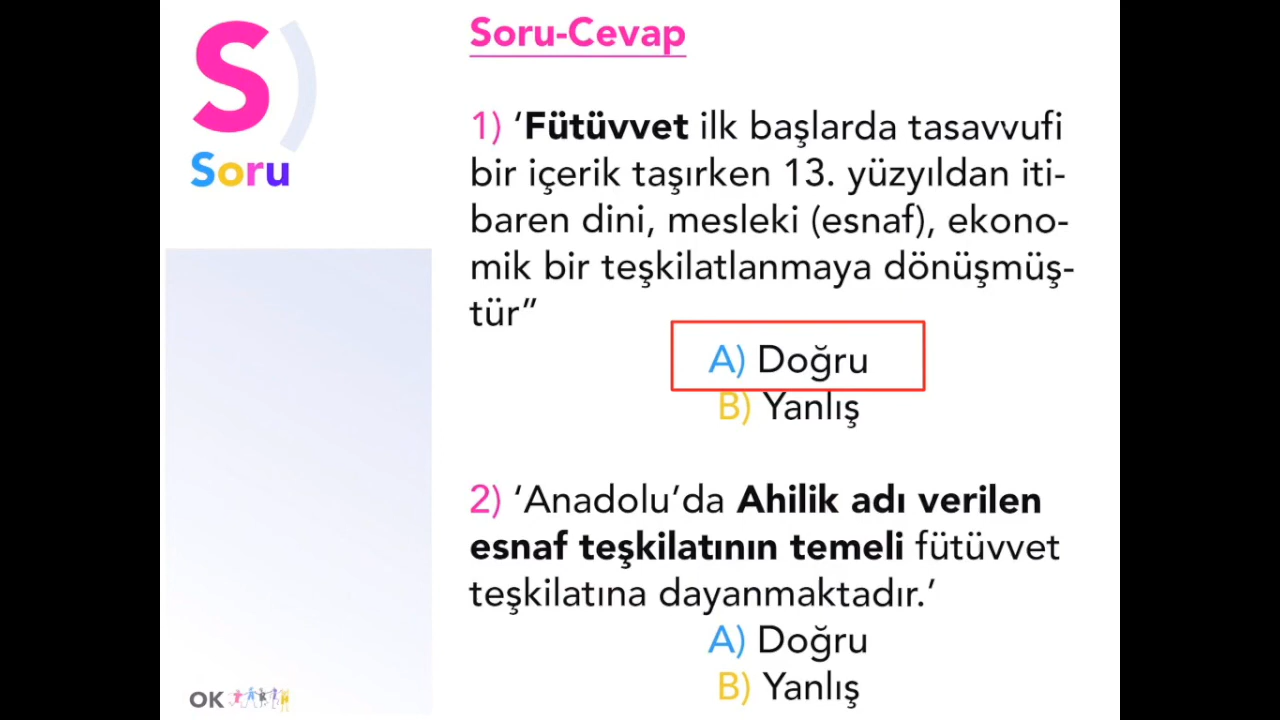 S)
Soru
Soru-Cevap
1) ‘Fütüvvet ilk başlarda tasavvufi
bir içerik taşırken 13. yüzyıldan iti-
baren dini, mesleki (esnaf), ekono-
mik bir teşkilatlanmaya dönüşmüş-
tür”
A) Doğru
B) Yanlış
2) ‘Anadolu’da Ahilik adı verilen
esnaf teşkilatının temeli fütüvvet
teşkilatına dayanmaktadır.’
A) Doğru
B) Yanlış
OK